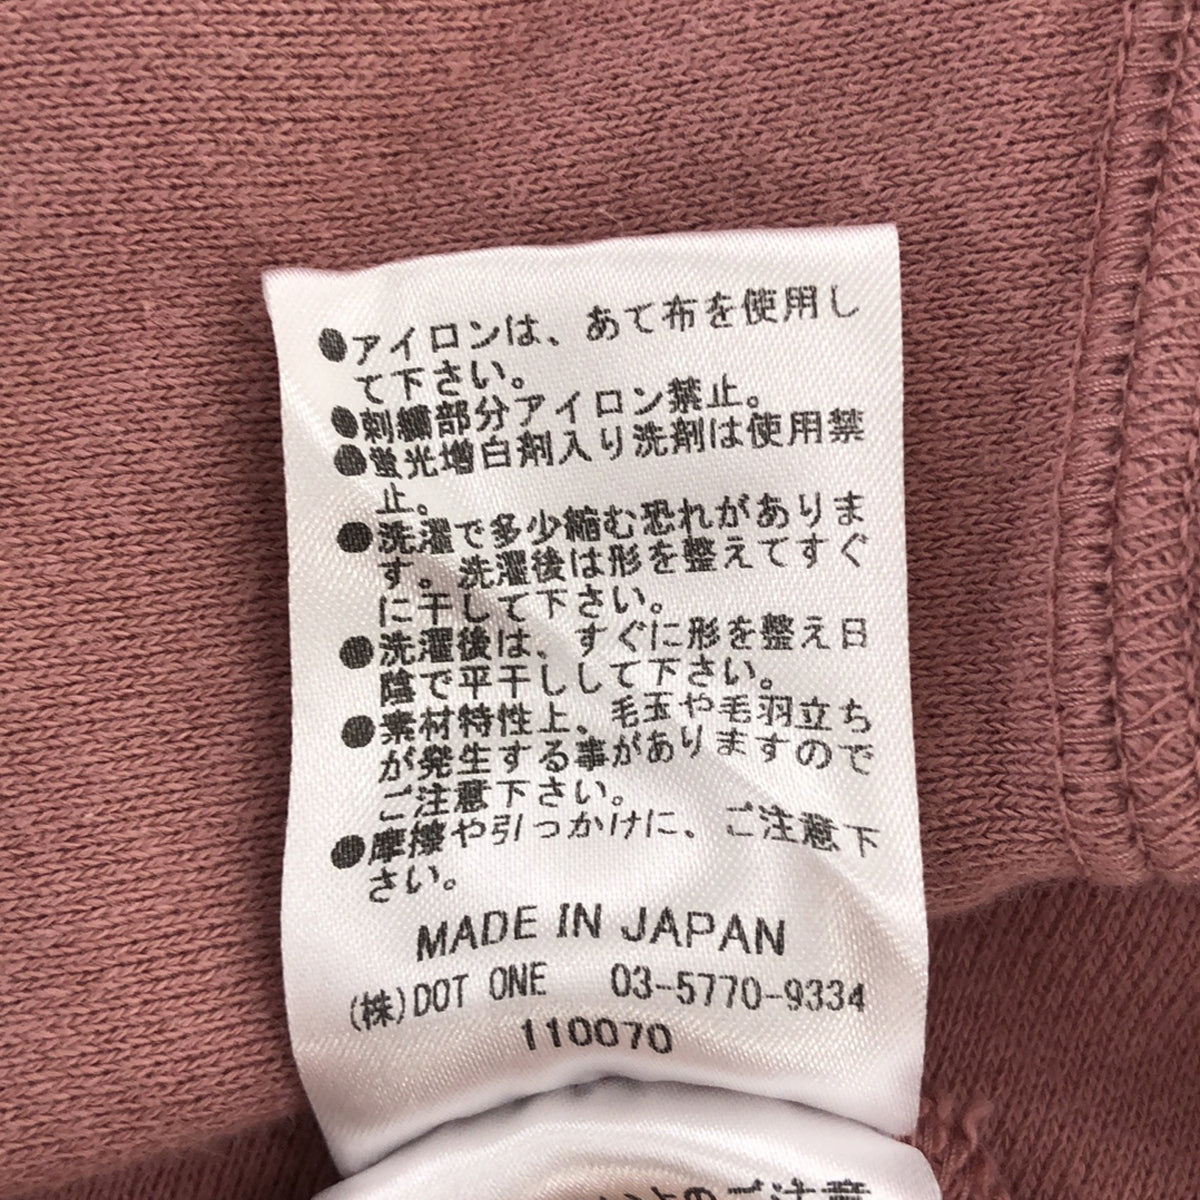 ●アイロンは、あて布を使用し
て下さい。
●刺繍部分アイロン禁止。
●蛍光増白剤入り洗剤は使用禁
止。
●洗濯で多少縮む恐れがありま
す。洗濯後は形を整えてすぐ
に干して下さい。
●洗濯後は、すぐに形を整え日
陰で平干しして下さい。
●素材特性上、毛玉や毛羽立ち
が発生する事がありますので
ご注意下さい。
●摩擦や引っかけに、ご注意下
さい。
MADE IN JAPAN
(株)DOT ONE 03-5770-9334
110070